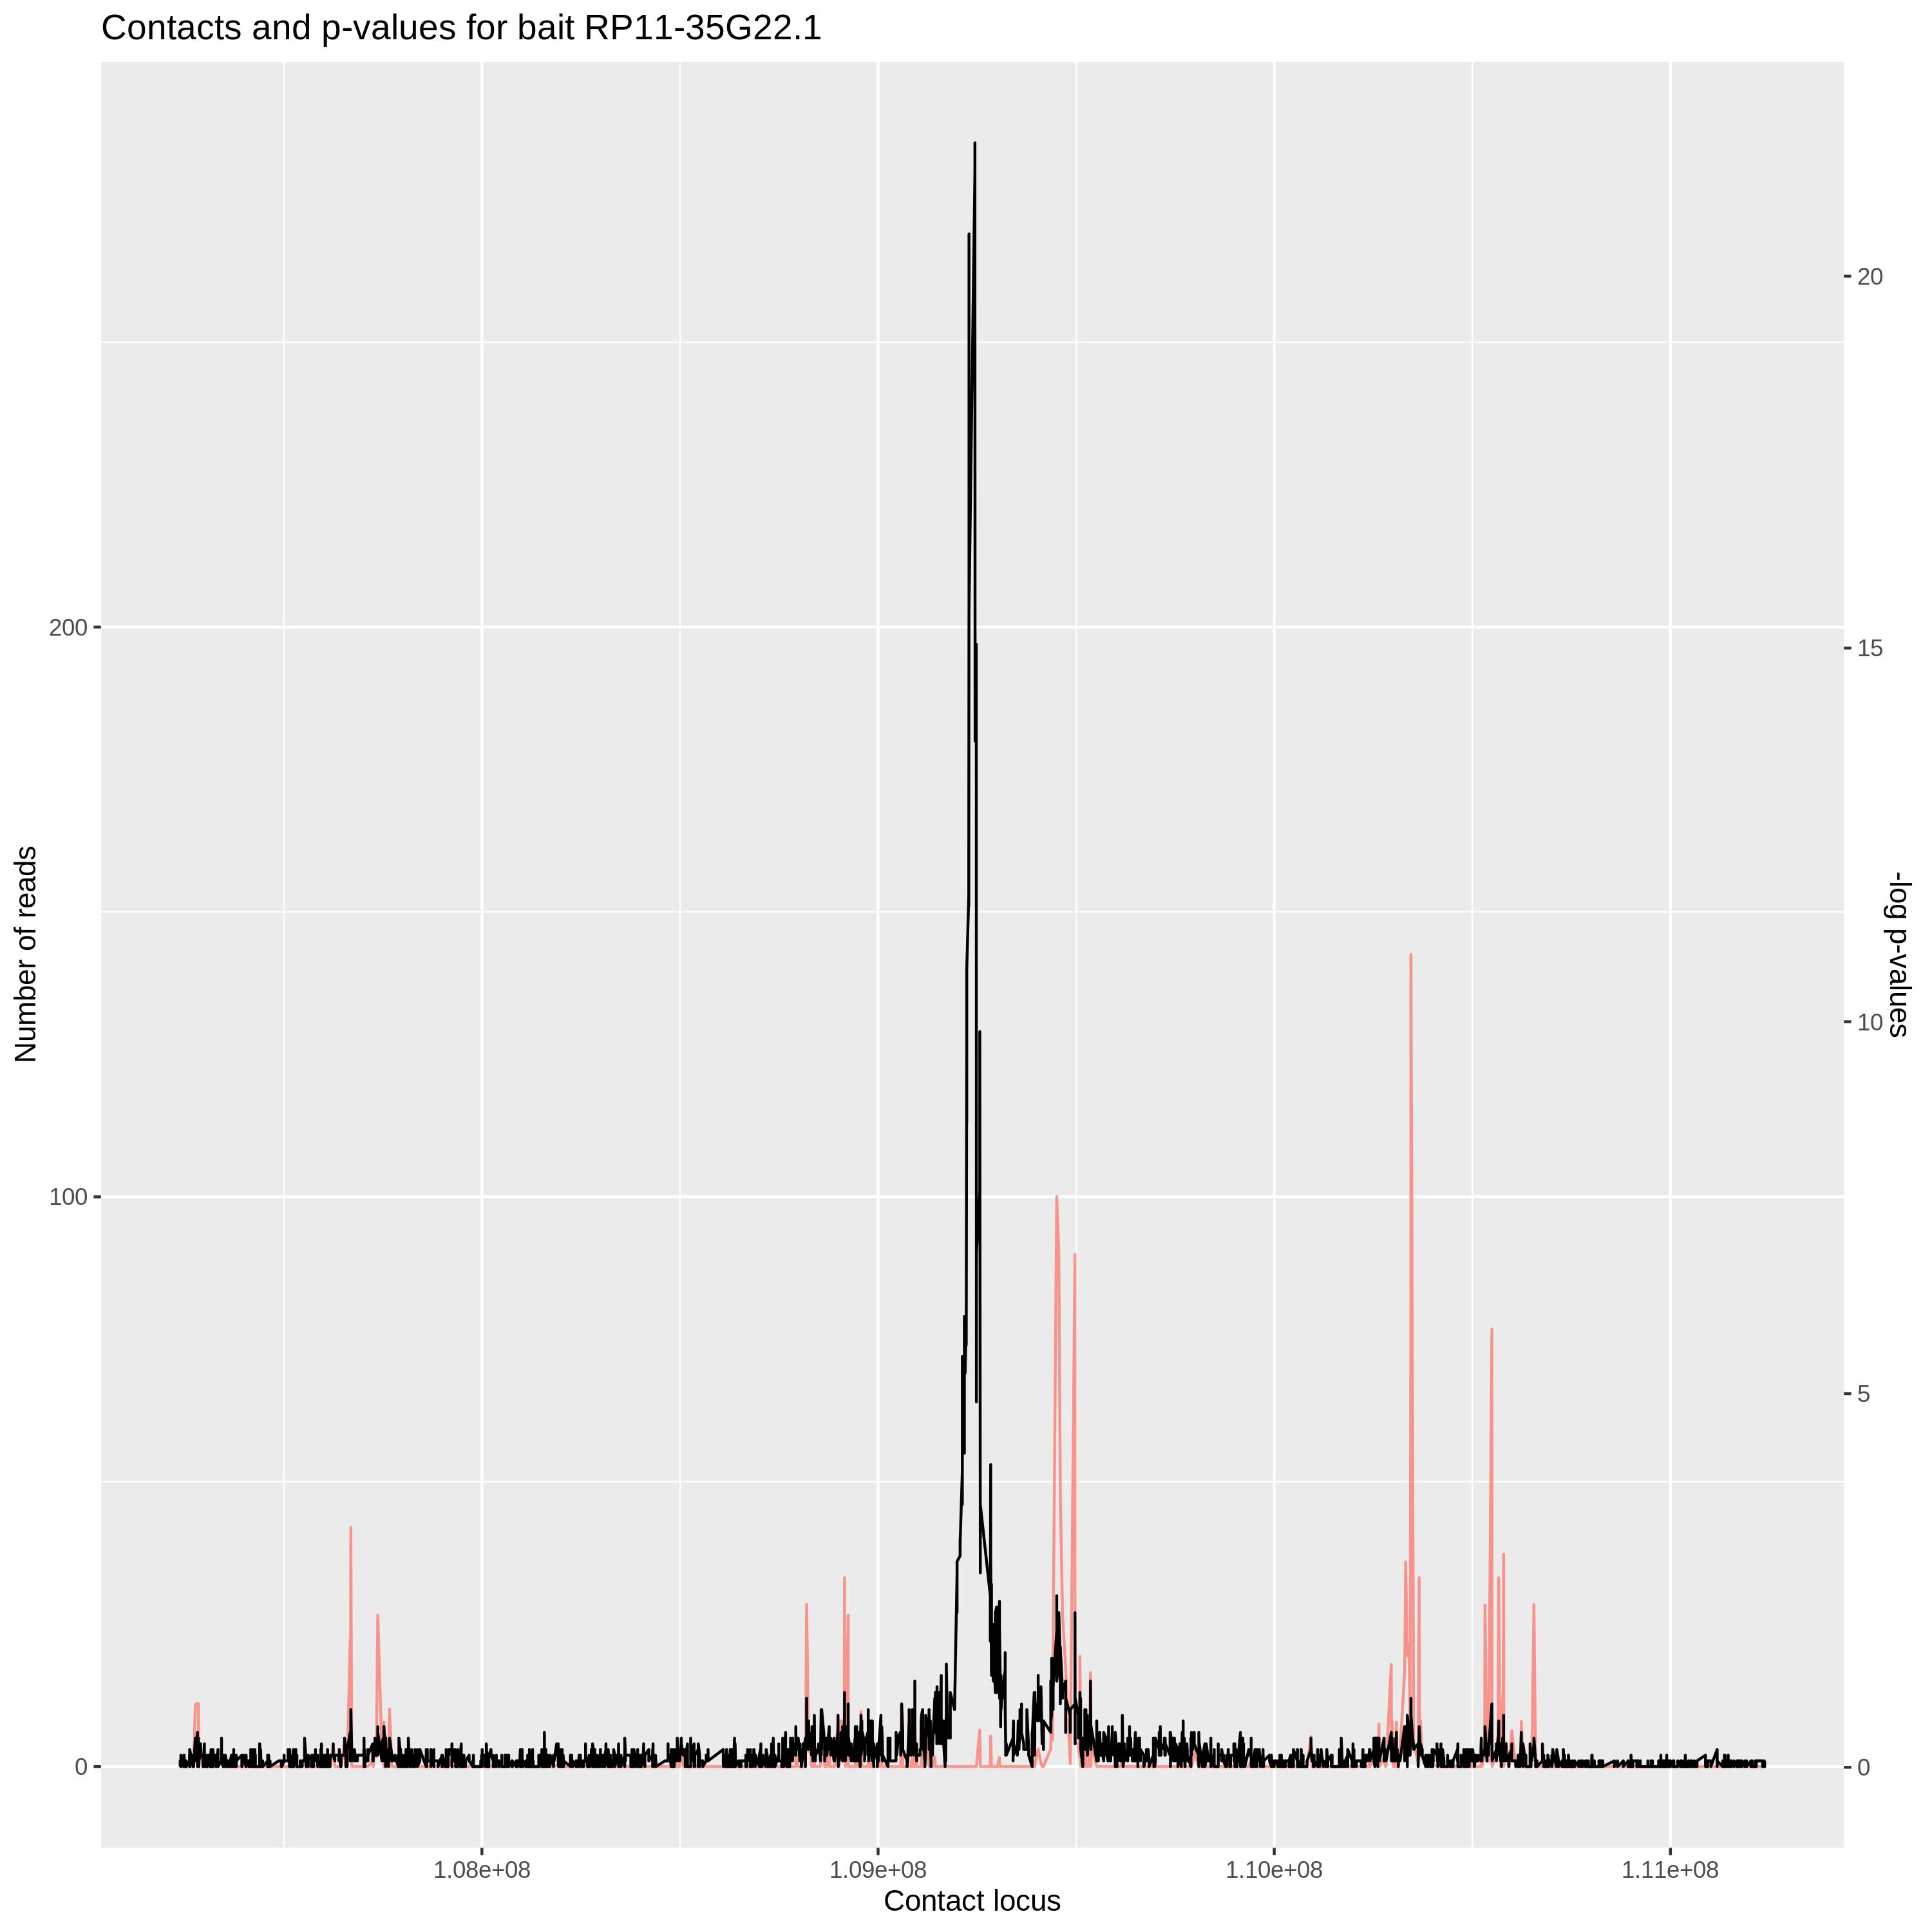 Contacts and p-values for bait RP11-35G22.1
Number of reads
200
100
0
20
15
10
5
0
-log p-values
1.08e+08
1.09e+08
1.10e+08
1.11e+08
Contact locus